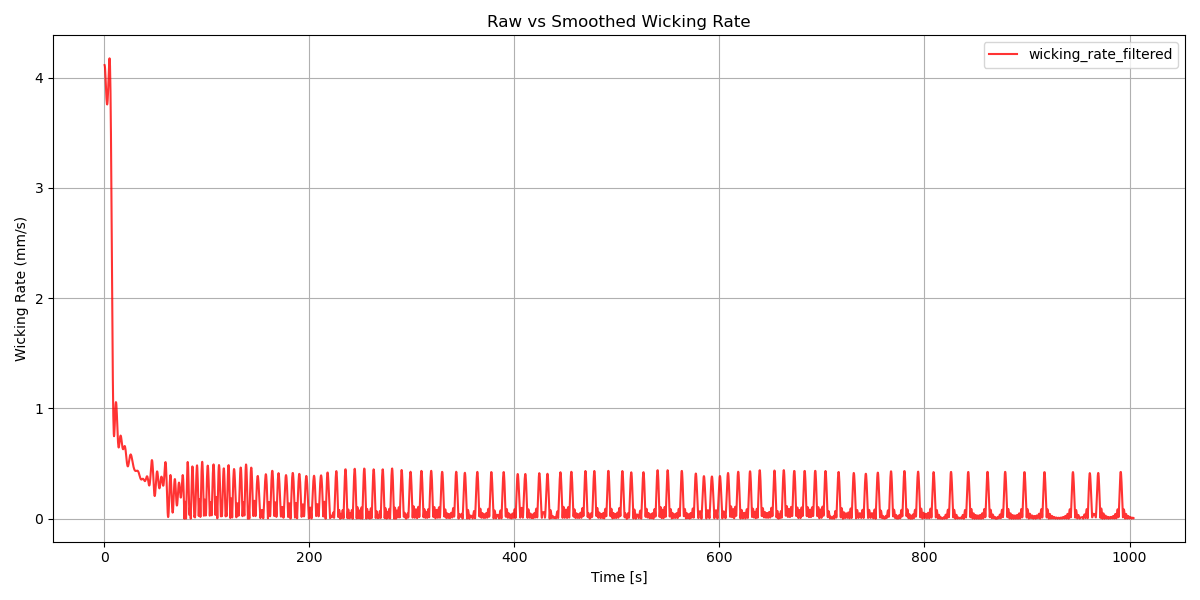 Raw vs Smoothed Wicking Rate
wicking_rate_filtered
Wicking Rate (mm/s)
4
3
2
1
0
0 200 400 600 800 1000
Time [s]